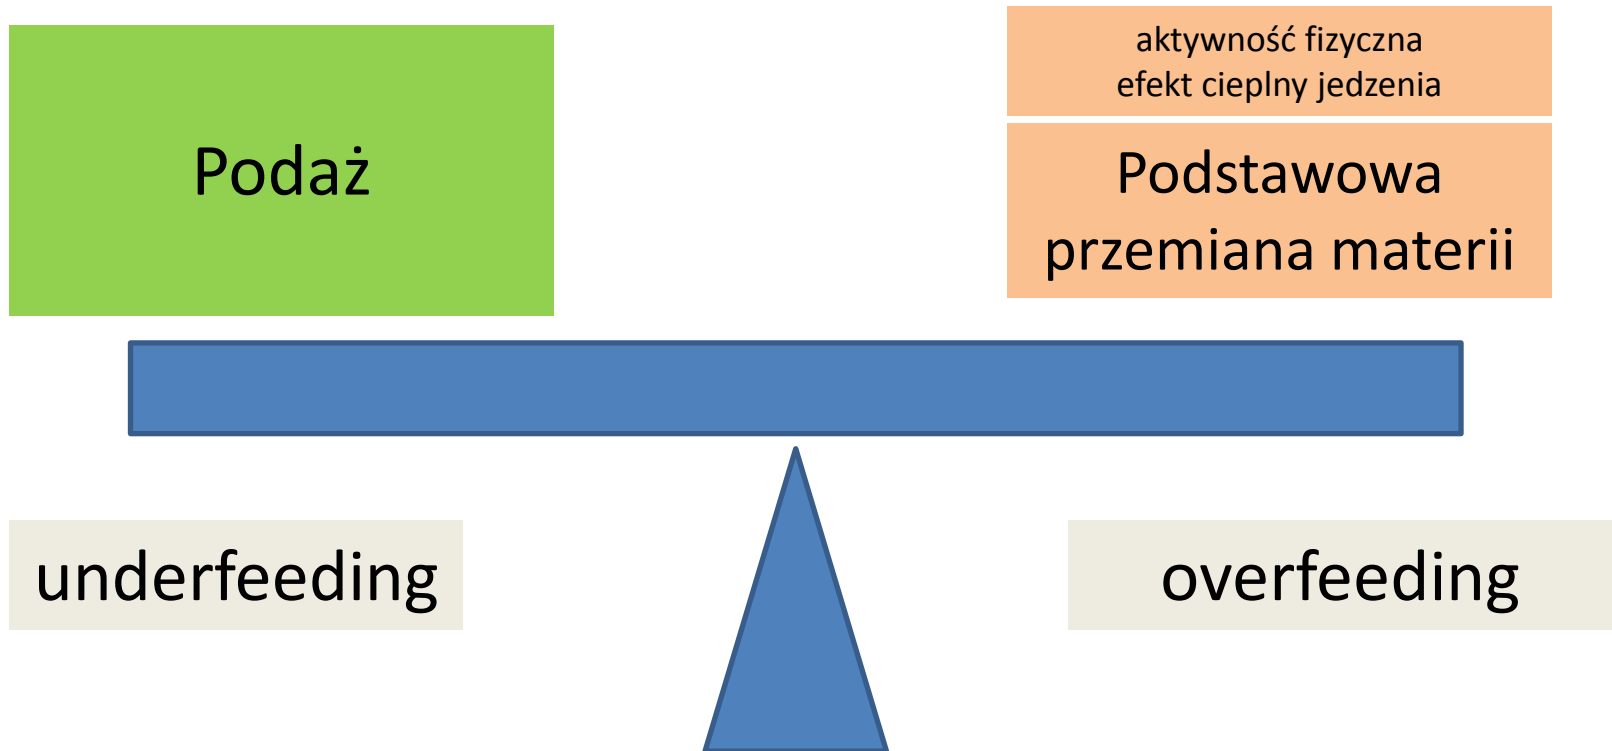 Podaż
aktywność fizyczna
efekt cieplny jedzenia
Podstawowa
przemiana materii
underfeeding
overfeeding